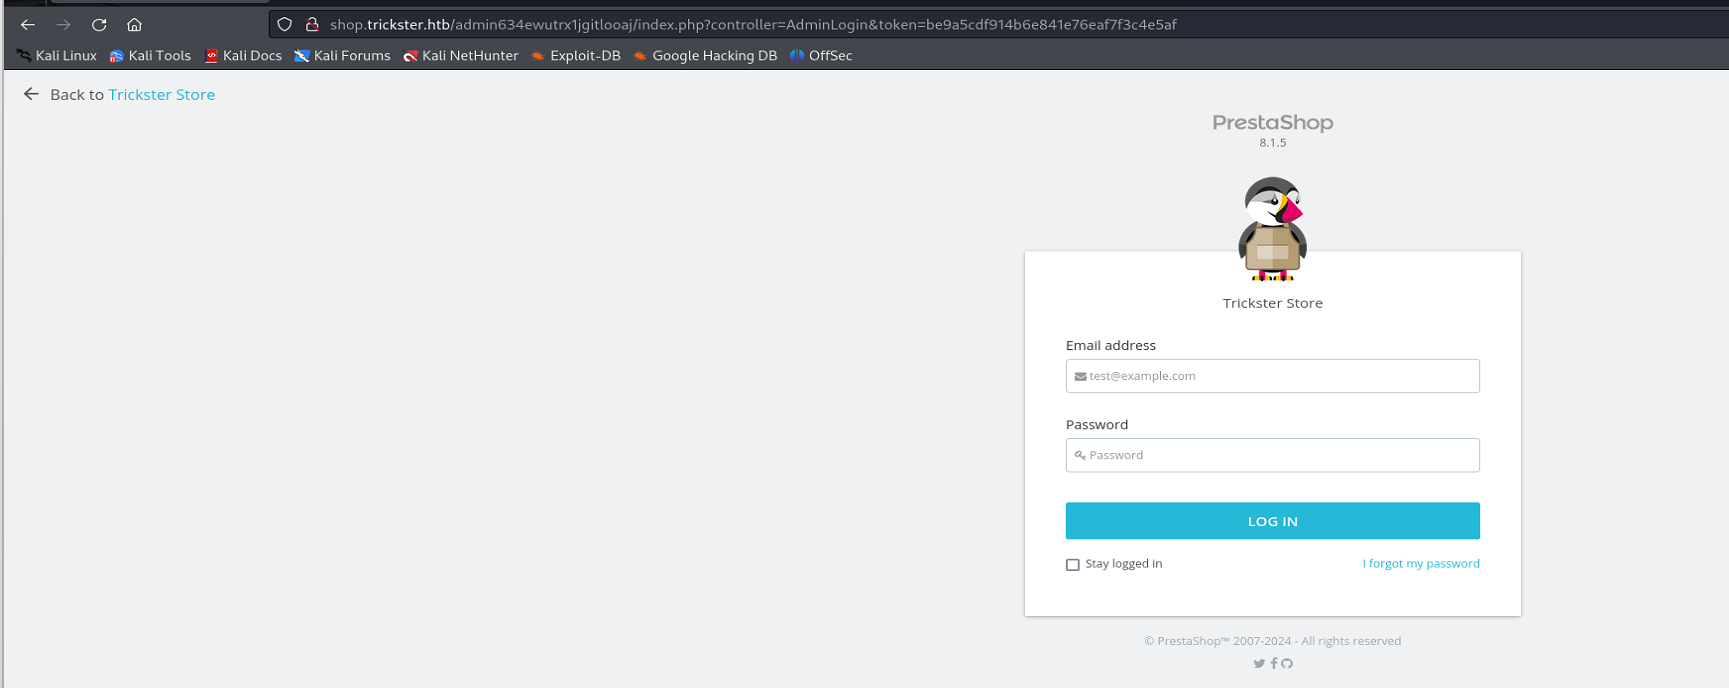 shop.trickster.htb/admin634ewutrx1jgitlooaj/index.php?controller=AdminLogin&token=be9a5cdf914b6e841e76eaf7f3c4e5af
Kali Linux Kali Tools Kali Docs Kali Forums Kali NetHunter Exploit-DB Google Hacking DB OffSec
Back to Trickster Store
PrestaShop
8.1.5
Trickster Store
Email address
test@example.com
Password
Password
LOG IN
Stay logged in I forgot my password
© PrestaShop™ 2007-2024 - All rights reserved